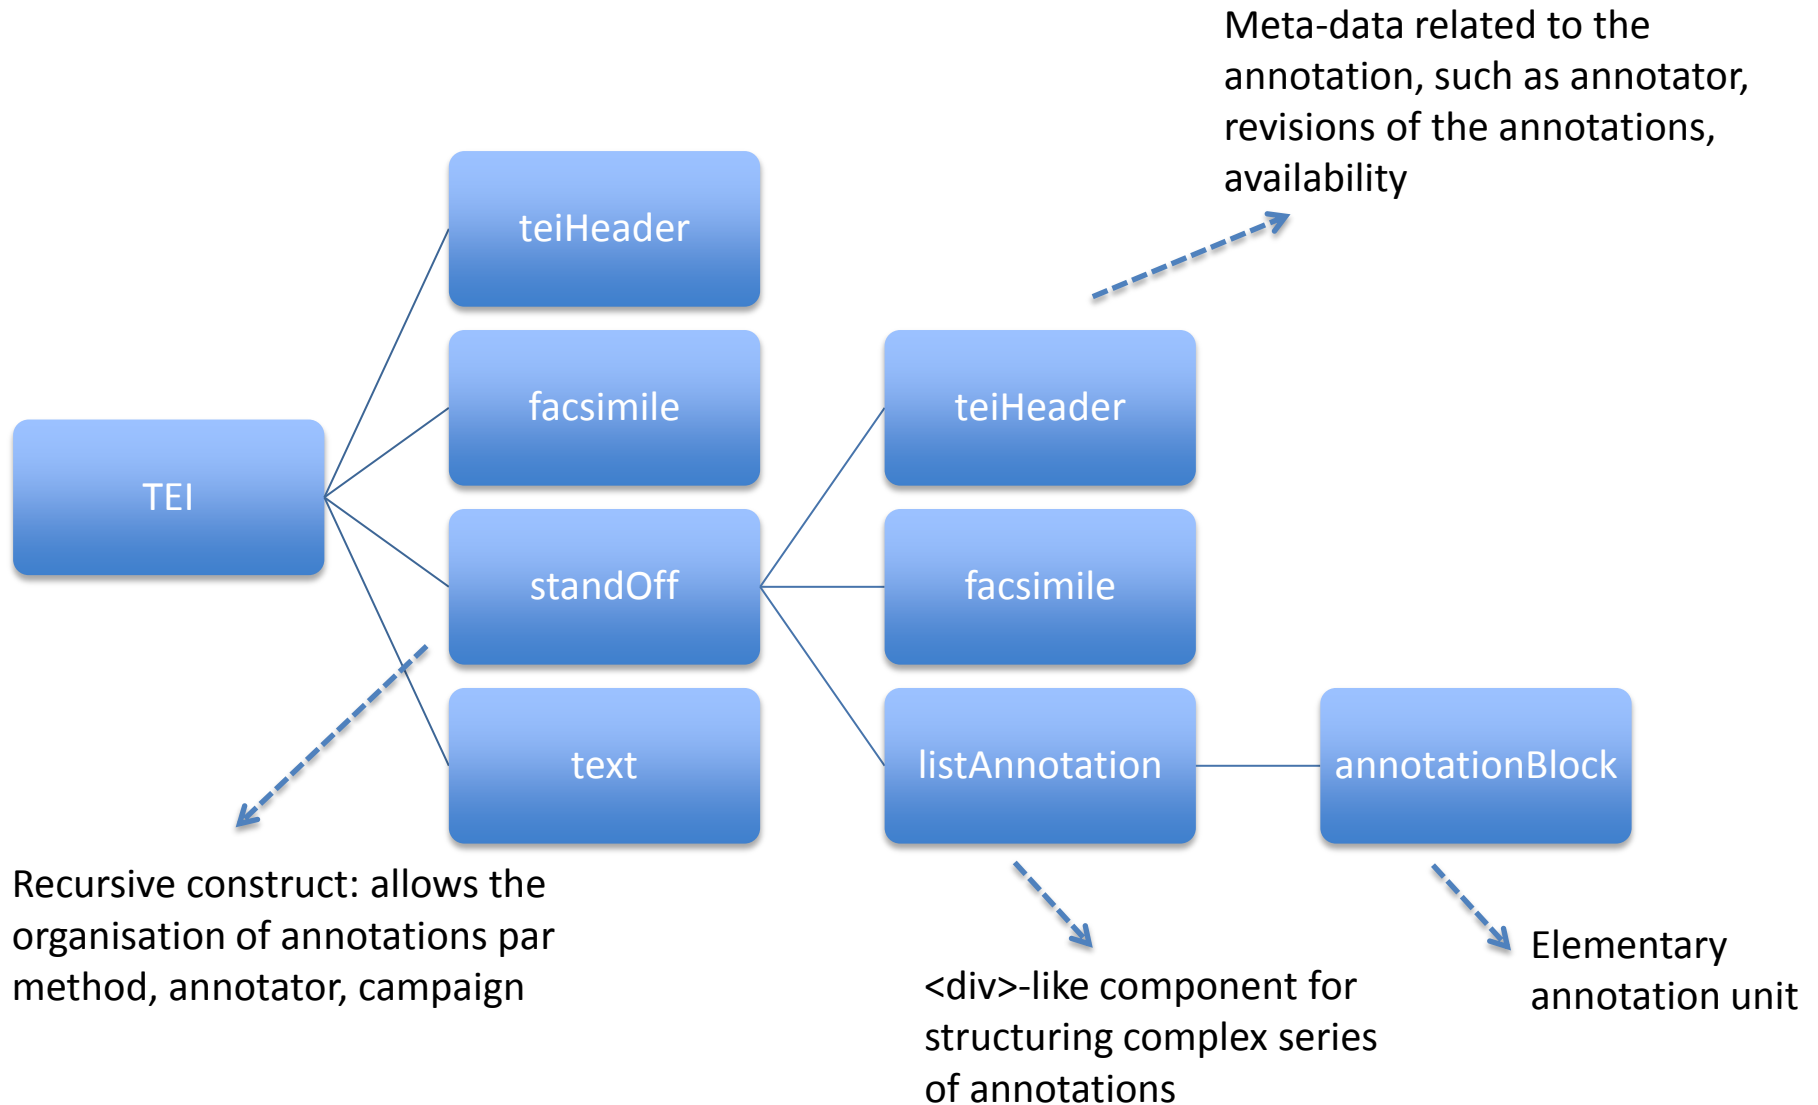 Meta-data related to the
annotation, such as annotator,
revisions of the annotations,
availability
teiHeader
facsimile
teiHeader
TEI
standOff
facsimile
text
listAnnotation
annotationBlock
Recursive construct: allows the
organisation of annotations par
method, annotator, campaign
<div>-like component for
structuring complex series
of annotations
Elementary
annotation unit